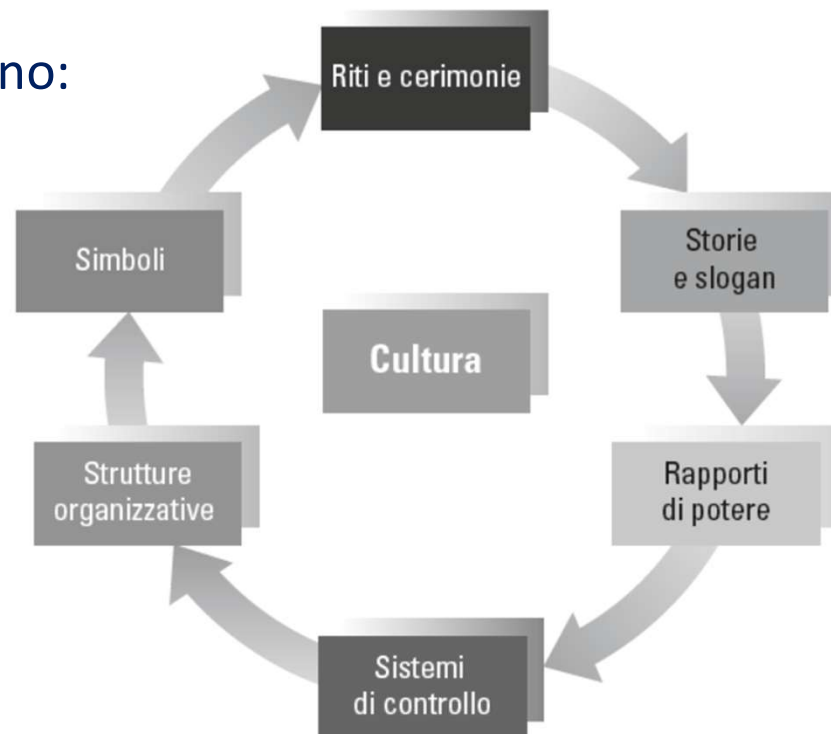 no:
Riti e cerimonie
Storie
e slogan
Rapporti
di potere
Sistemi
di controllo
Strutture
organizzative
Simboli
Cultura